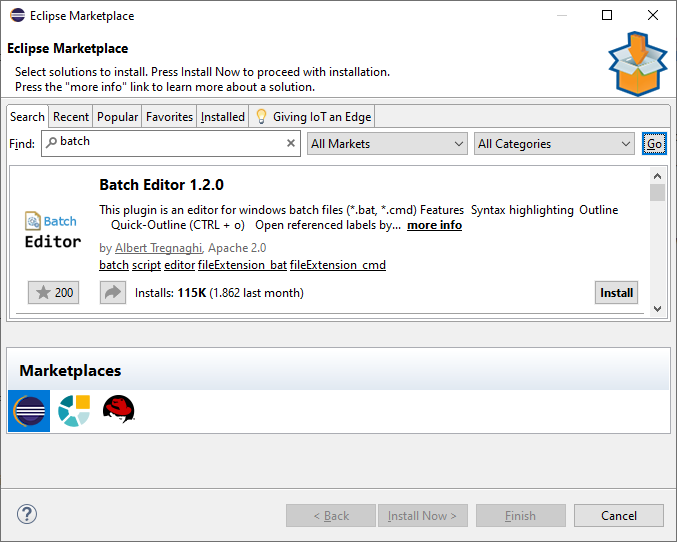 Eclipse Marketplace
Eclipse Marketplace
Select solutions to install. Press Install Now to proceed with installation.
Press the "more info" link to learn more about a solution.
Search Recent Popular Favorites Installed Giving IoT an Edge
Find: batch All Markets All Categories Go
Batch Editor 1.2.0
This plugin is an editor for windows batch files (*.bat, *.cmd) Features Syntax highlighting Outline
Quick-Outline (CTRL + o) Open referenced labels by... more info
Batch
Editor
by Albert Tregnaghi, Apache 2.0
batch script editor fileExtension_bat fileExtension_cmd
200 Installs: 115K (1.862 last month) Install
Marketplaces
? < Back Install Now > Finish Cancel